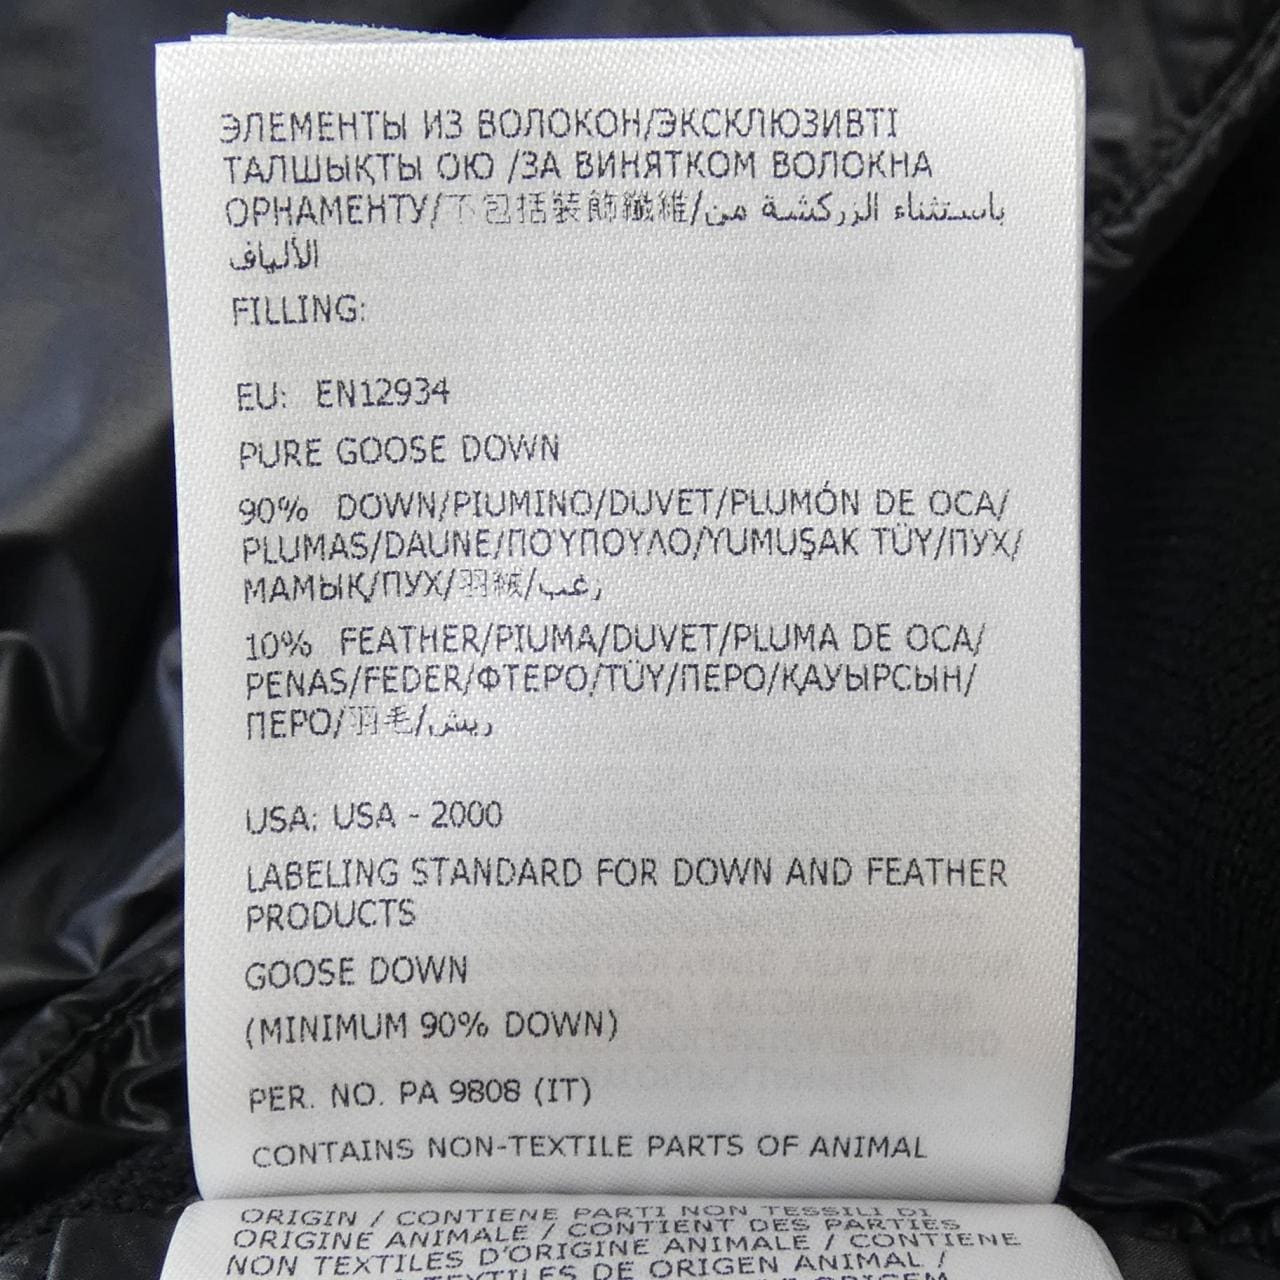 ЭЛЕМЕНТЫ ИЗ ВОЛОКОН/ЭКСКЛЮЗИВТІ
ТАЛШЫҚТЫ ОЮ /ЗА ВИНЯТКОМ ВОЛОКНА
ОРНАМЕНТУ/不包括裝飾纖維/باستثناء الزركشة من
الألياف
FILLING:
EU: EN12934
PURE GOOSE DOWN
90% DOWN/PIUMINO/DUVET/PLUMÓN DE OCA/
PLUMAS/DAUNE/ΠΟΎΠΟΥΛΟ/YUMUŞAK TÜY/ПУХ/
МАМЫҚ/ПУХ/羽絨/زغب
10% FEATHER/PIUMA/DUVET/PLUMA DE OCA/
PENAS/FEDER/ΦΤΕΡΌ/TÜY/ПЕРО/ҚАУЫРСЫН/
ПЕРО/羽毛/ريش
USA: USA - 2000
LABELING STANDARD FOR DOWN AND FEATHER
PRODUCTS
GOOSE DOWN
(MINIMUM 90% DOWN)
PER. NO. PA 9808 (IT)
CONTAINS NON-TEXTILE PARTS OF ANIMAL
ORIGIN / CONTIENE PARTI NON TESSILI DI
ORIGINE ANIMALE / CONTIENT DES PARTIES
NON TEXTILES D'ORIGINE ANIMALE / CONTIENE
TEXTILES DE ORIGEN ANIMAL /